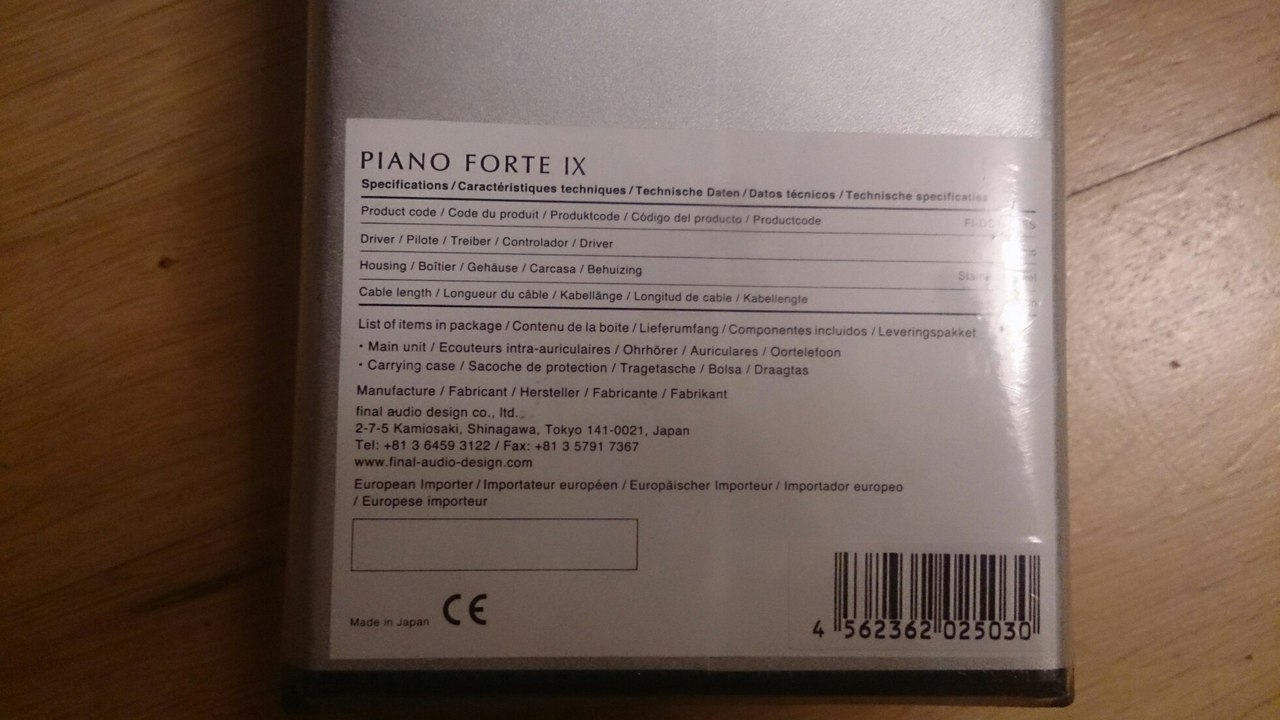 PIANO FORTE IX
Specifications / Caractéristiques techniques / Technische Daten / Datos técnicos / Technische specificaties
Product code / Code du produit / Produktcode / Código del producto / Productcode
Driver / Pilote / Treiber / Controlador / Driver
Housing / Boîtier / Gehäuse / Carcasa / Behuizing
Cable length / Longueur du câble / Kabellänge / Longitud de cable / Kabellengte
List of items in package / Contenu de la boite / Lieferumfang / Componentes incluidos / Leveringspakket
• Main unit / Ecouteurs intra-auriculaires / Ohrhörer / Auriculares / Oortelefoon
• Carrying case / Sacoche de protection / Tragetasche / Bolsa / Draagtas
Manufacture / Fabricant / Hersteller / Fabricante / Fabrikant
final audio design co., ltd.
2-7-5 Kamiosaki, Shinagawa, Tokyo 141-0021, Japan
Tel: +81 3 6459 3122 / Fax: +81 3 5791 7367
www.final-audio-design.com
European Importer / Importateur européen / Europäischer Importeur / Importador europeo
/ Europese importeur
Made in Japan CE
4 562362 025030